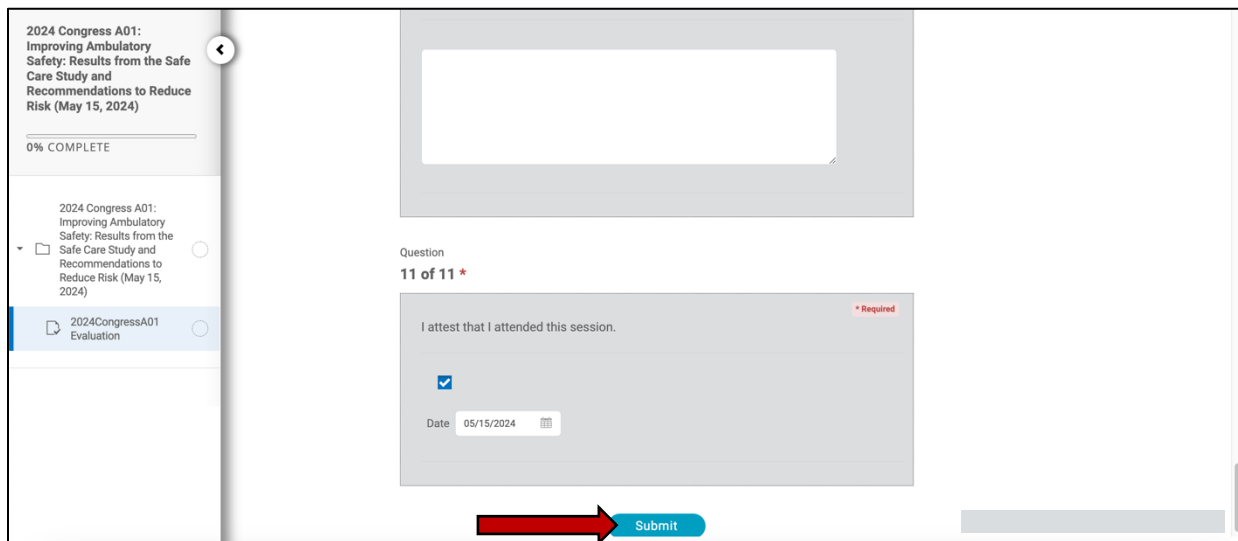 2024 Congress A01:
Improving Ambulatory
Safety: Results from the Safe
Care Study and
Recommendations to Reduce
Risk (May 15, 2024)
0% COMPLETE
2024 Congress A01:
Improving Ambulatory
Safety: Results from the
Safe Care Study and
Recommendations to
Reduce Risk (May 15,
2024)
2024CongressA01
Evaluation
Question
11 of 11 *
* Required
I attest that I attended this session.
Date 05/15/2024
Submit